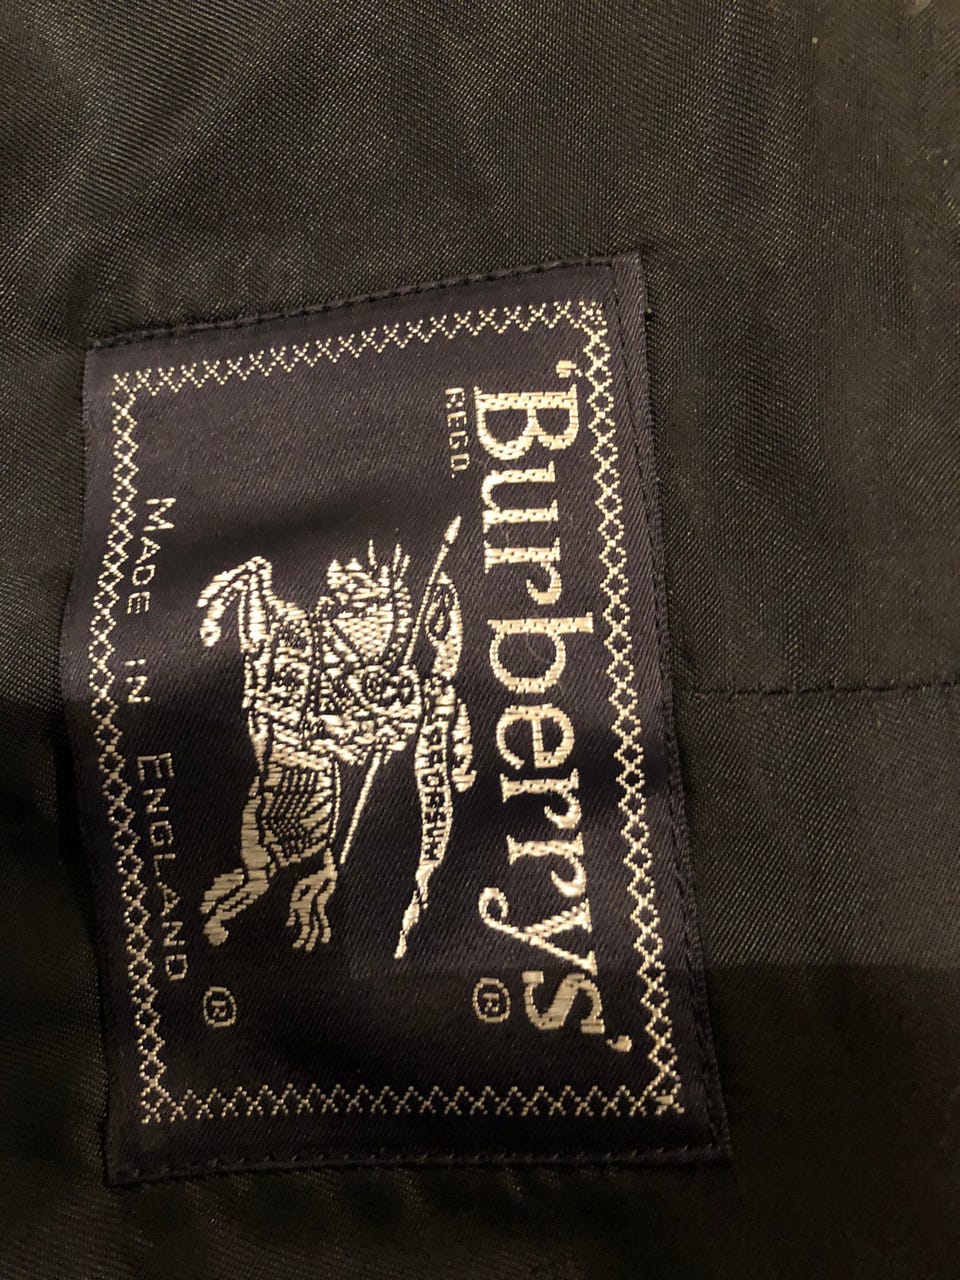 'Burberrys'
REGD. ®
PRORSUM
MADE IN ENGLAND
®